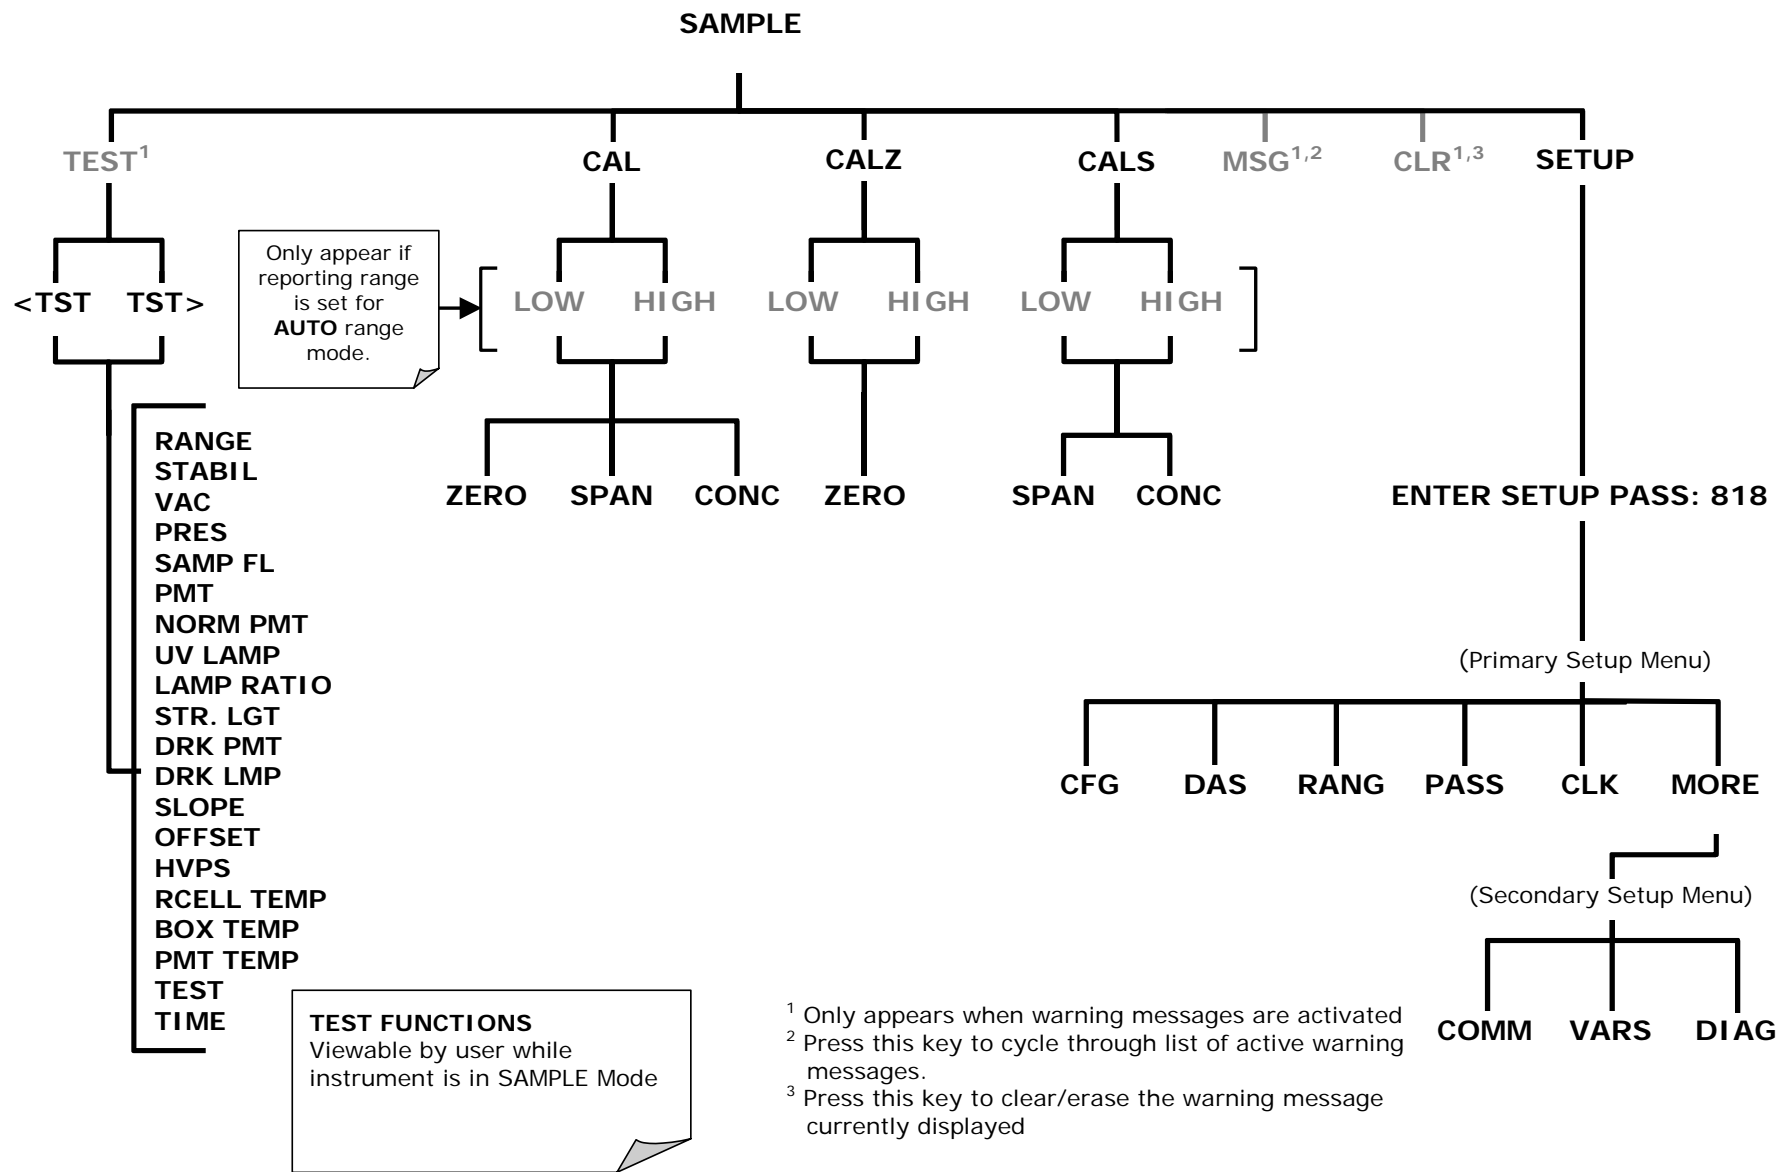 SAMPLE
TEST¹ CAL CALZ CALS MSG¹,² CLR¹,³ SETUP
<TST TST>
Only appear if
reporting range
is set for
AUTO range
mode.
LOW HIGH LOW HIGH LOW HIGH
ZERO SPAN CONC ZERO SPAN CONC ENTER SETUP PASS: 818
RANGE
STABIL
VAC
PRES
SAMP FL
PMT
NORM PMT
UV LAMP
LAMP RATIO
STR. LGT
DRK PMT
DRK LMP
SLOPE
OFFSET
HVPS
RCELL TEMP
BOX TEMP
PMT TEMP
TEST
TIME
(Primary Setup Menu)
CFG DAS RANG PASS CLK MORE
(Secondary Setup Menu)
COMM VARS DIAG
TEST FUNCTIONS
Viewable by user while
instrument is in SAMPLE Mode
¹ Only appears when warning messages are activated
² Press this key to cycle through list of active warning
messages.
³ Press this key to clear/erase the warning message
currently displayed